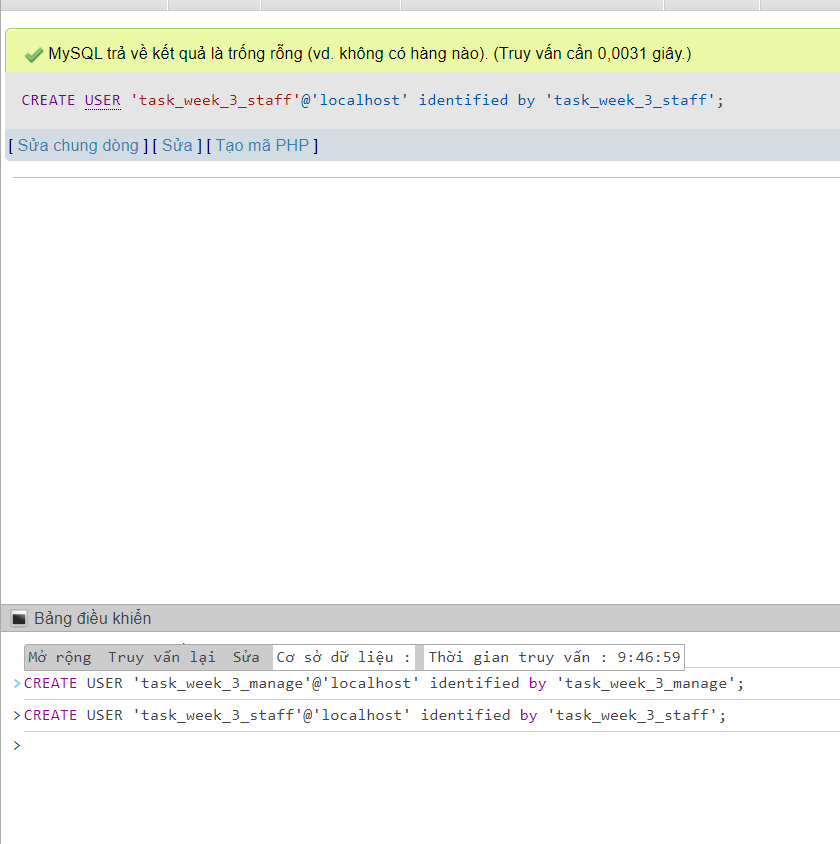 MySQL trả về kết quả là trống rỗng (vd. không có hàng nào). (Truy vấn cần 0,0031 giây.)
CREATE USER 'task_week_3_staff'@'localhost' identified by 'task_week_3_staff';
[ Sửa chung dòng ] [ Sửa ] [ Tạo mã PHP ]
Bảng điều khiển
Mở rộng Truy vấn lại Sửa Cơ sở dữ liệu : Thời gian truy vấn : 9:46:59
>CREATE USER 'task_week_3_manage'@'localhost' identified by 'task_week_3_manage';
>CREATE USER 'task_week_3_staff'@'localhost' identified by 'task_week_3_staff';
>